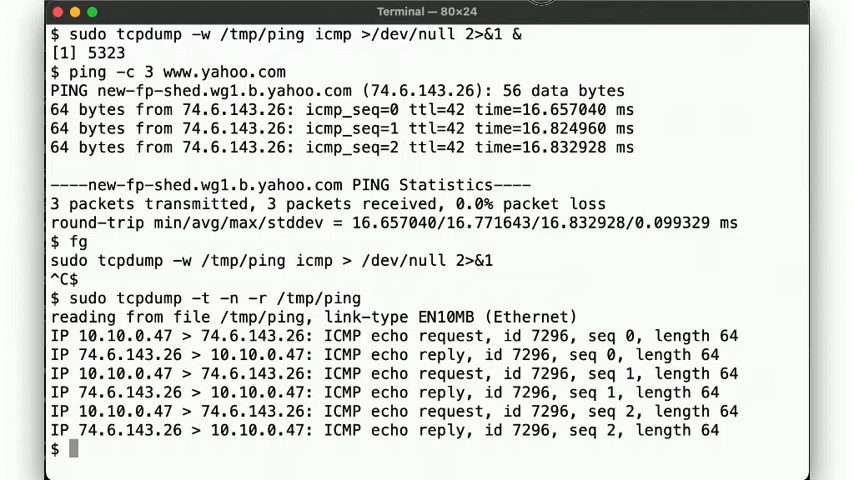 Terminal — 80×24
$ sudo tcpdump -w /tmp/ping icmp >/dev/null 2>&1 &
[1] 5323
$ ping -c 3 www.yahoo.com
PING new-fp-shed.wg1.b.yahoo.com (74.6.143.26): 56 data bytes
64 bytes from 74.6.143.26: icmp_seq=0 ttl=42 time=16.657040 ms
64 bytes from 74.6.143.26: icmp_seq=1 ttl=42 time=16.824960 ms
64 bytes from 74.6.143.26: icmp_seq=2 ttl=42 time=16.832928 ms
----new-fp-shed.wg1.b.yahoo.com PING Statistics----
3 packets transmitted, 3 packets received, 0.0% packet loss
round-trip min/avg/max/stddev = 16.657040/16.771643/16.832928/0.099329 ms
$ fg
sudo tcpdump -w /tmp/ping icmp > /dev/null 2>&1
^C$
$ sudo tcpdump -t -n -r /tmp/ping
reading from file /tmp/ping, link-type EN10MB (Ethernet)
IP 10.10.0.47 > 74.6.143.26: ICMP echo request, id 7296, seq 0, length 64
IP 74.6.143.26 > 10.10.0.47: ICMP echo reply, id 7296, seq 0, length 64
IP 10.10.0.47 > 74.6.143.26: ICMP echo request, id 7296, seq 1, length 64
IP 74.6.143.26 > 10.10.0.47: ICMP echo reply, id 7296, seq 1, length 64
IP 10.10.0.47 > 74.6.143.26: ICMP echo request, id 7296, seq 2, length 64
IP 74.6.143.26 > 10.10.0.47: ICMP echo reply, id 7296, seq 2, length 64
$